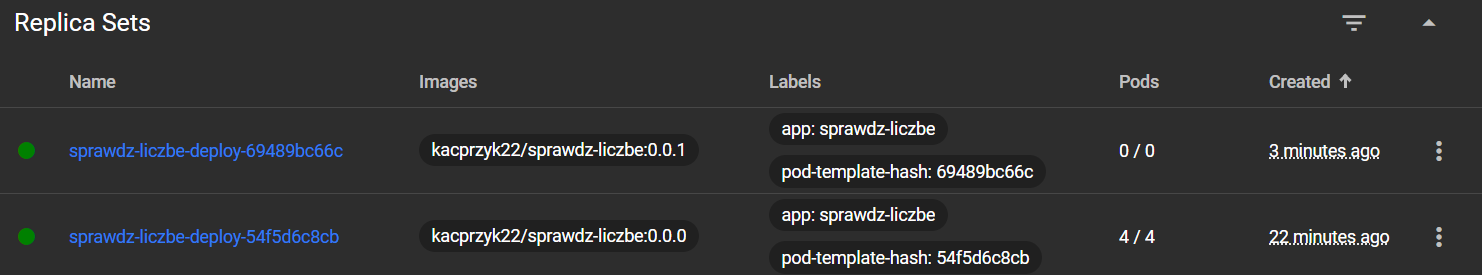 Replica Sets
Name Images Labels Pods Created
app: sprawdz-liczbe
sprawdz-liczbe-deploy-69489bc66c kacprzyk22/sprawdz-liczbe:0.0.1 0 / 0 3 minutes ago
pod-template-hash: 69489bc66c
app: sprawdz-liczbe
sprawdz-liczbe-deploy-54f5d6c8cb kacprzyk22/sprawdz-liczbe:0.0.0 4 / 4 22 minutes ago
pod-template-hash: 54f5d6c8cb